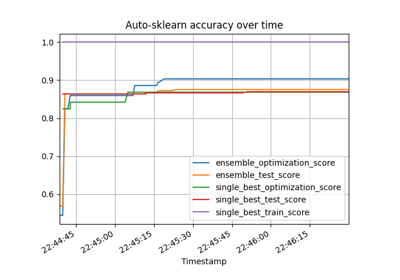 Auto-sklearn accuracy over time
1.0
0.9
0.8
0.7
0.6
ensemble_optimization_score
ensemble_test_score
single_best_optimization_score
single_best_test_score
single_best_train_score
22:44:45
22:45:00
22:45:15
22:45:30
22:45:45
22:46:00
22:46:15
Timestamp